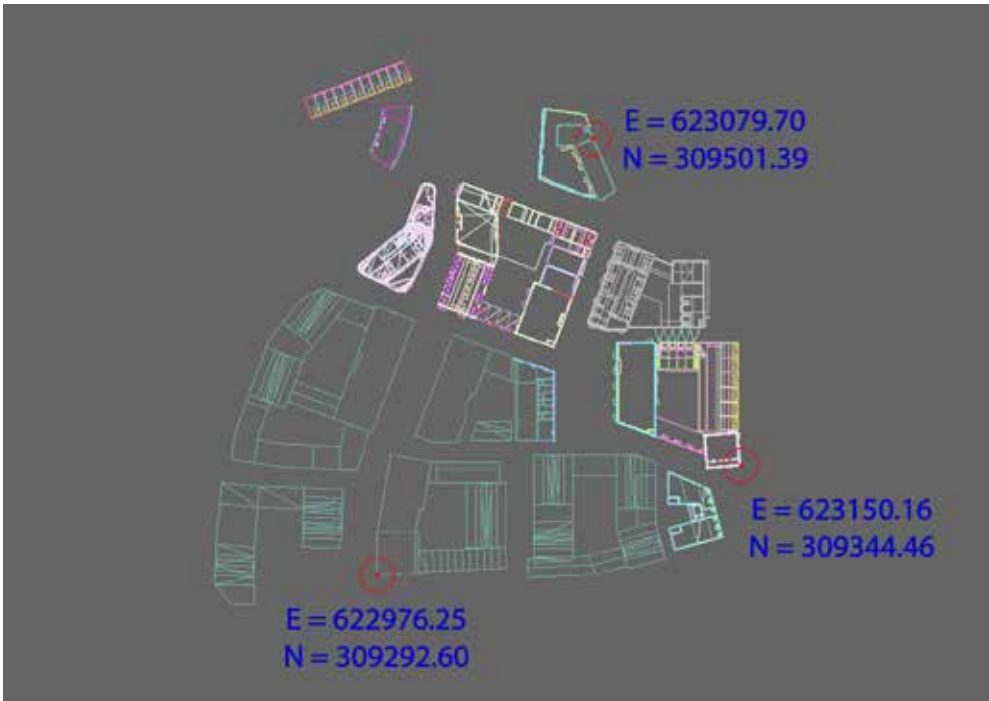 E = 623079.70
N = 309501.39
E = 623150.16
N = 309344.46
E = 622976.25
N = 309292.60